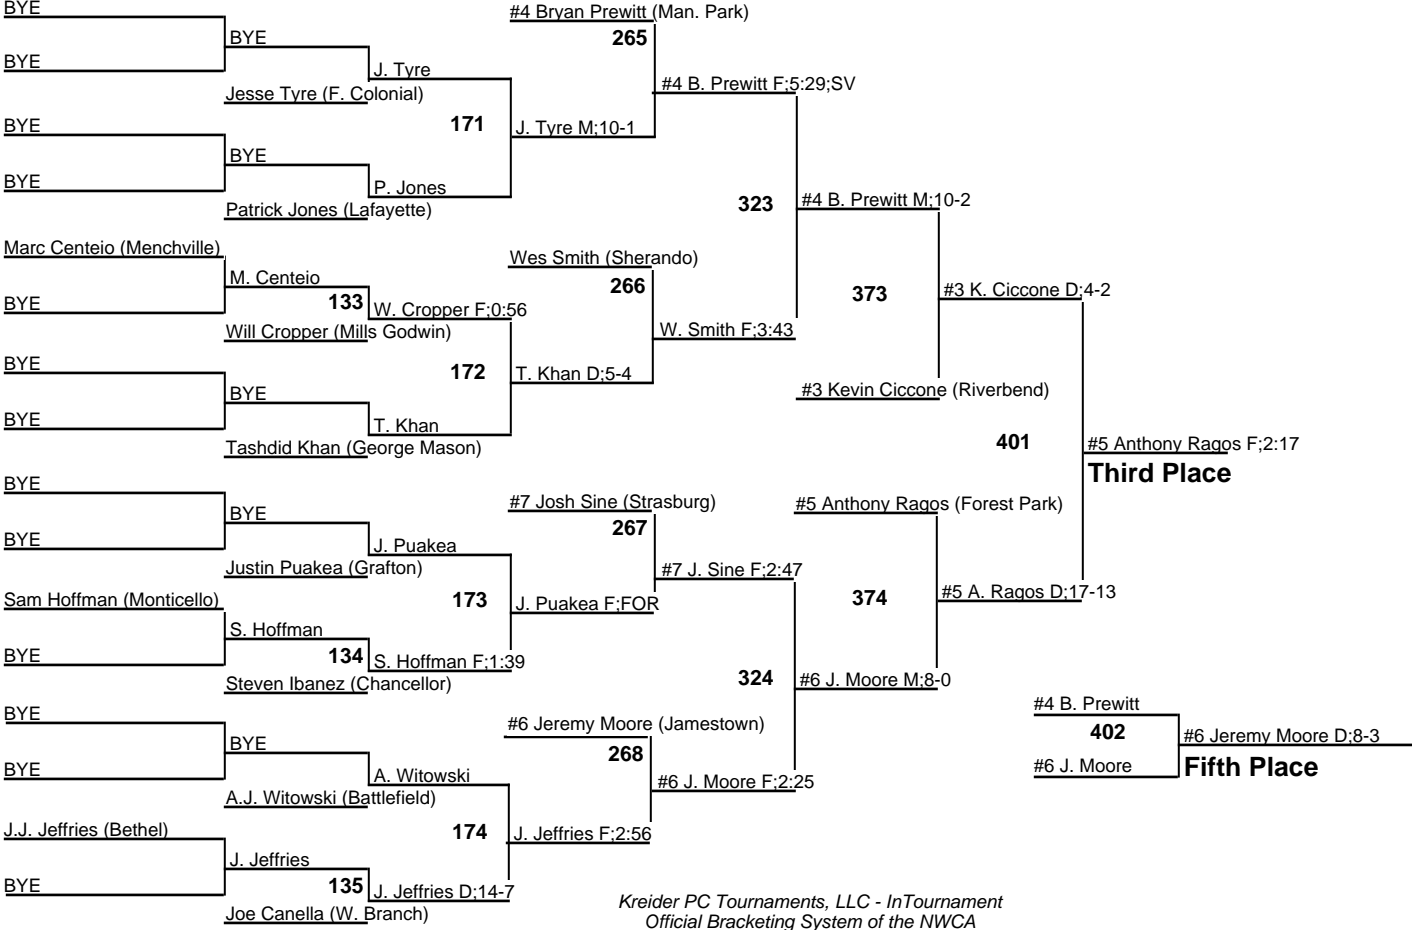 BYE
BYE
BYE
J. Tyre
Jesse Tyre (F. Colonial)
171
BYE
BYE
BYE
P. Jones
Patrick Jones (Lafayette)
#4 Bryan Prewitt (Man. Park)
265
J. Tyre M;10-1
#4 B. Prewitt F;5:29;SV
Marc Centeio (Menchville)
BYE
M. Centeio
133
W. Cropper F;0:56
Will Cropper (Mills Godwin)
172
BYE
BYE
BYE
T. Khan
Tashdid Khan (George Mason)
Wes Smith (Sherando)
266
T. Khan D;5-4
W. Smith F;3:43
323
#4 B. Prewitt M;10-2
373
#3 Kevin Ciccone (Riverbend)
#3 K. Ciccone D;4-2
BYE
BYE
BYE
J. Puakea
Justin Puakea (Grafton)
173
Sam Hoffman (Monticello)
BYE
S. Hoffman
134
S. Hoffman F;1:39
Steven Ibanez (Chancellor)
#7 Josh Sine (Strasburg)
267
J. Puakea F;FOR
#7 J. Sine F;2:47
BYE
BYE
BYE
A. Witowski
A.J. Witowski (Battlefield)
174
J.J. Jeffries (Bethel)
BYE
J. Jeffries
135
J. Jeffries D;14-7
Joe Canella (W. Branch)
#6 Jeremy Moore (Jamestown)
268
J. Jeffries F;2:56
#6 J. Moore F;2:25
324
#6 J. Moore M;8-0
#5 Anthony Ragos (Forest Park)
374
#5 A. Ragos D;17-13
401
#5 Anthony Ragos F;2:17
Third Place
#4 B. Prewitt
402
#6 J. Moore
#6 Jeremy Moore D;8-3
Fifth Place
Kreider PC Tournaments, LLC - InTournament
Official Bracketing System of the NWCA